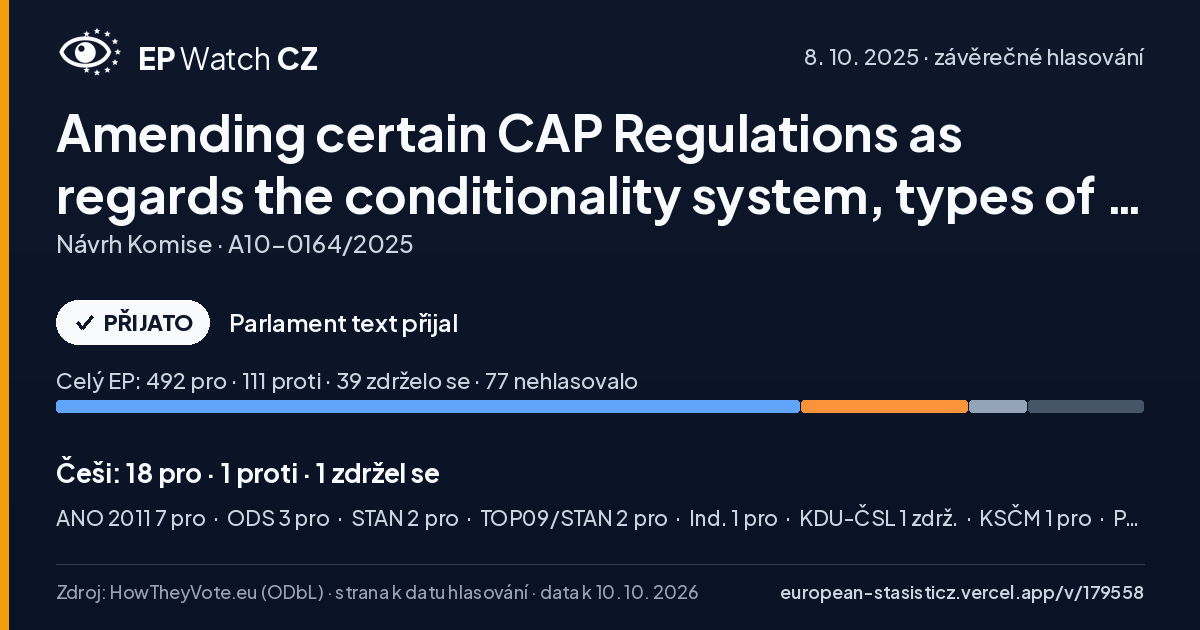 EP Watch CZ
8. 10. 2025 · závěrečné hlasování
Amending certain CAP Regulations as
regards the conditionality system, types of …
Návrh Komise · A10-0164/2025
✓ PŘIJATO Parlament text přijal
Celý EP: 492 pro · 111 proti · 39 zdrželo se · 77 nehlasovalo
Češi: 18 pro · 1 proti · 1 zdržel se
ANO 2011 7 pro · ODS 3 pro · STAN 2 pro · TOP09/STAN 2 pro · Ind. 1 pro · KDU-ČSL 1 zdrž. · KSČM 1 pro · P…
Zdroj: HowTheyVote.eu (ODbL) · strana k datu hlasování · data k 10. 10. 2026
european-stasisticz.vercel.app/v/179558